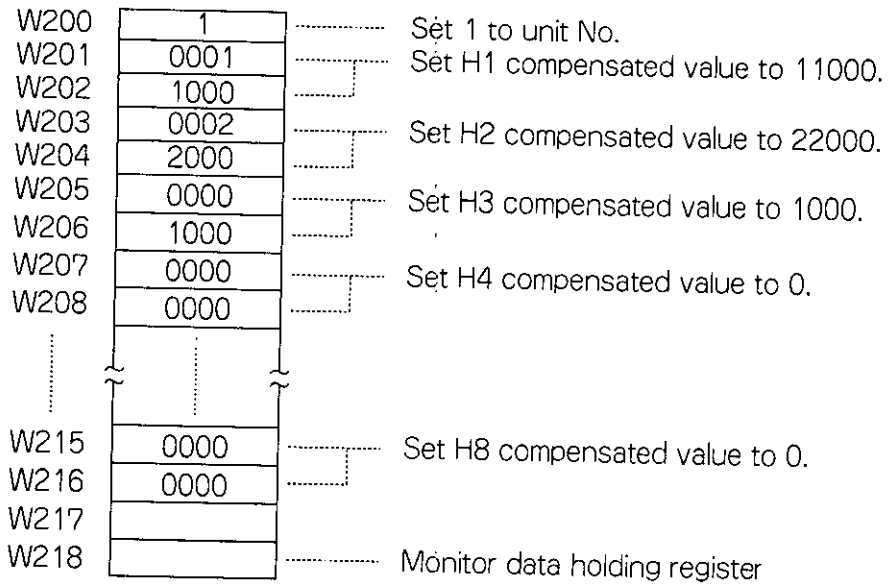 W200 1 Set 1 to unit No.
W201 0001 Set H1 compensated value to 11000.
W202 1000
W203 0002 Set H2 compensated value to 22000.
W204 2000
W205 0000 Set H3 compensated value to 1000.
W206 1000
W207 0000 Set H4 compensated value to 0.
W208 0000
W215 0000 Set H8 compensated value to 0.
W216 0000
W217
W218 Monitor data holding register